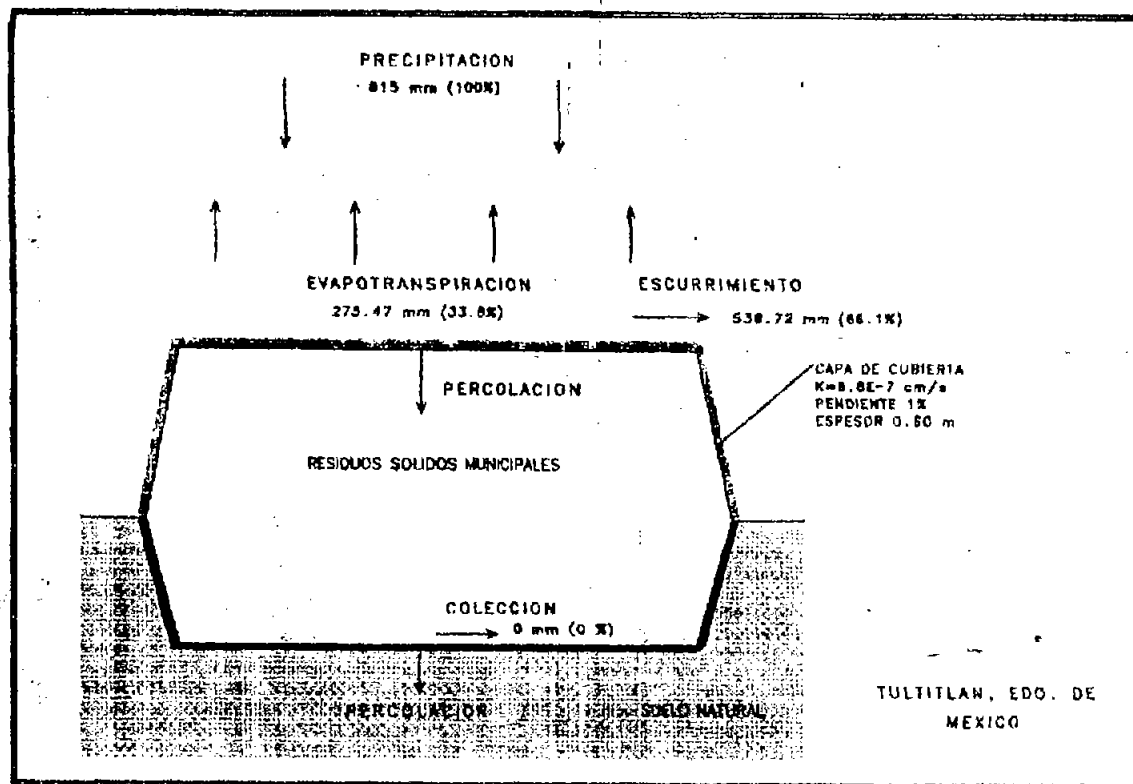 PRECIPITACION
815 mm (100%)
EVAPOTRANSPIRACION
275.47 mm (33.8%)
ESCURRIMIENTO
538.72 mm (66.1%)
PERCOLACION
CAPA DE CUBIERTA
cm/s
PENDIENTE 1%
ESPESOR 0.60 m
RESIDUOS SOLIDOS MUNICIPALES
COLECCION
0 mm (0 %)
PERCOLACION
SUELO NATURAL
TULTITLAN, EDO. DE
MEXICO